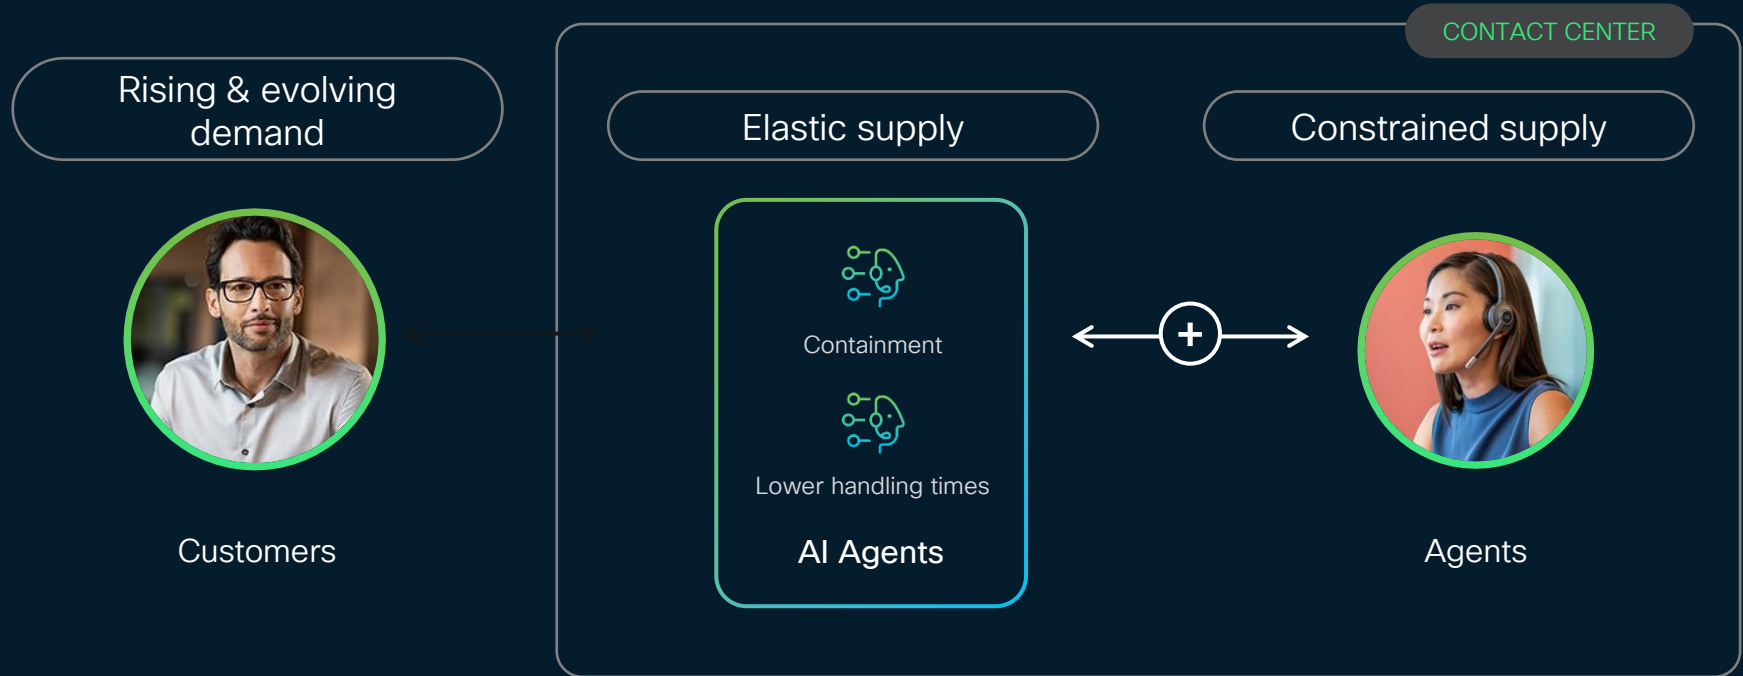 CONTACT CENTER
Rising & evolving
demand
Elastic supply
Constrained supply
Containment
Lower handling times
AI Agents
Customers
Agents